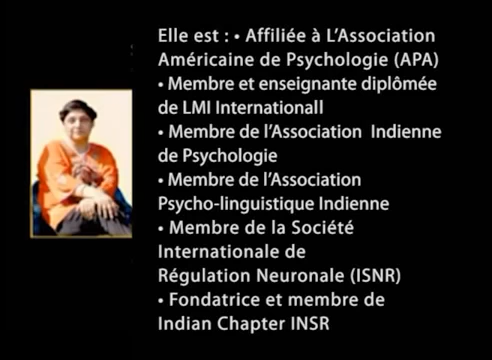 Elle est : • Affiliée à L’Association
Américaine de Psychologie (APA)
• Membre et enseignante diplômée
de LMI Internationall
• Membre de l’Association Indienne
de Psychologie
• Membre de l’Association
Psycho-linguistique Indienne
• Membre de la Société
Internationale de
Régulation Neuronale (ISNR)
• Fondatrice et membre de
Indian Chapter INSR